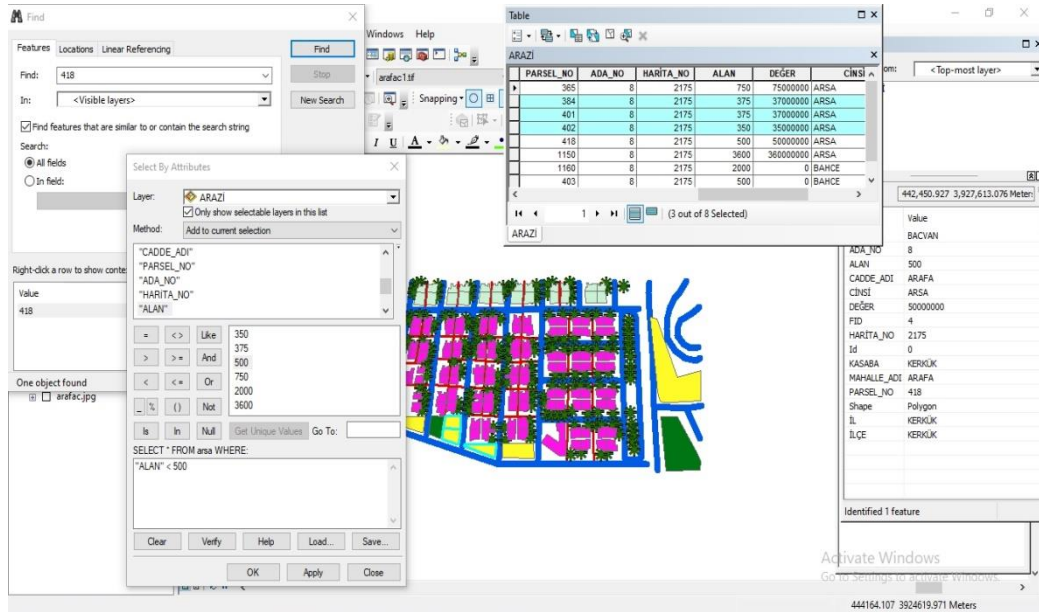 Find
Features Locations Linear Referencing
Find: 418
In: <Visible layers>
Find features that are similar to or contain the search string
Search:
All fields
In field:
Find
Stop
New Search
Right-click a row to show conte
Value
418
One object found
arafac.jpg
Windows Help
arafac1.tif
Snapping
I U A
Select By Attributes
Layer: ARAZİ
Only show selectable layers in this list
Method: Add to current selection
"CADDE_ADI"
"PARSEL_NO"
"ADA_NO"
"HARİTA_NO"
"ALAN"
= < > Like
> > = And
< < = Or
_ % () Not
Is In Null
350
375
500
750
2000
3600
Get Unique Values Go To:
SELECT * FROM arsa WHERE:
"ALAN" < 500
Clear Verify Help Load... Save...
OK Apply Close
Table
ARAZİ
PARSEL_NO ADA_NO HARİTA_NO ALAN DEĞER CİNSİ
365 8 2175 750 75000000 ARSA
384 8 2175 375 37000000 ARSA
401 8 2175 375 37000000 ARSA
402 8 2175 350 35000000 ARSA
418 8 2175 500 50000000 ARSA
1150 8 2175 3600 360000000 ARSA
1160 8 2175 2000 0 BAHCE
403 8 2175 500 0 BAHCE
1 (3 out of 8 Selected)
ARAZİ
om: <Top-most layer>
442,450.927 3,927,613.076 Meters
Value
BACVAN
ADA_NO 8
ALAN 500
CADDE_ADI ARAFA
CİNSİ ARSA
DEĞER 50000000
FID 4
HARİTA_NO 2175
Id 0
KASABA KERKÜK
MAHALLE_ADI ARAFA
PARSEL_NO 418
Shape Polygon
İL KERKÜK
İLÇE KERKÜK
Identified 1 feature
Activate Windows
Go to Settings to activate Windows.
444164.107 3924619.971 Meters